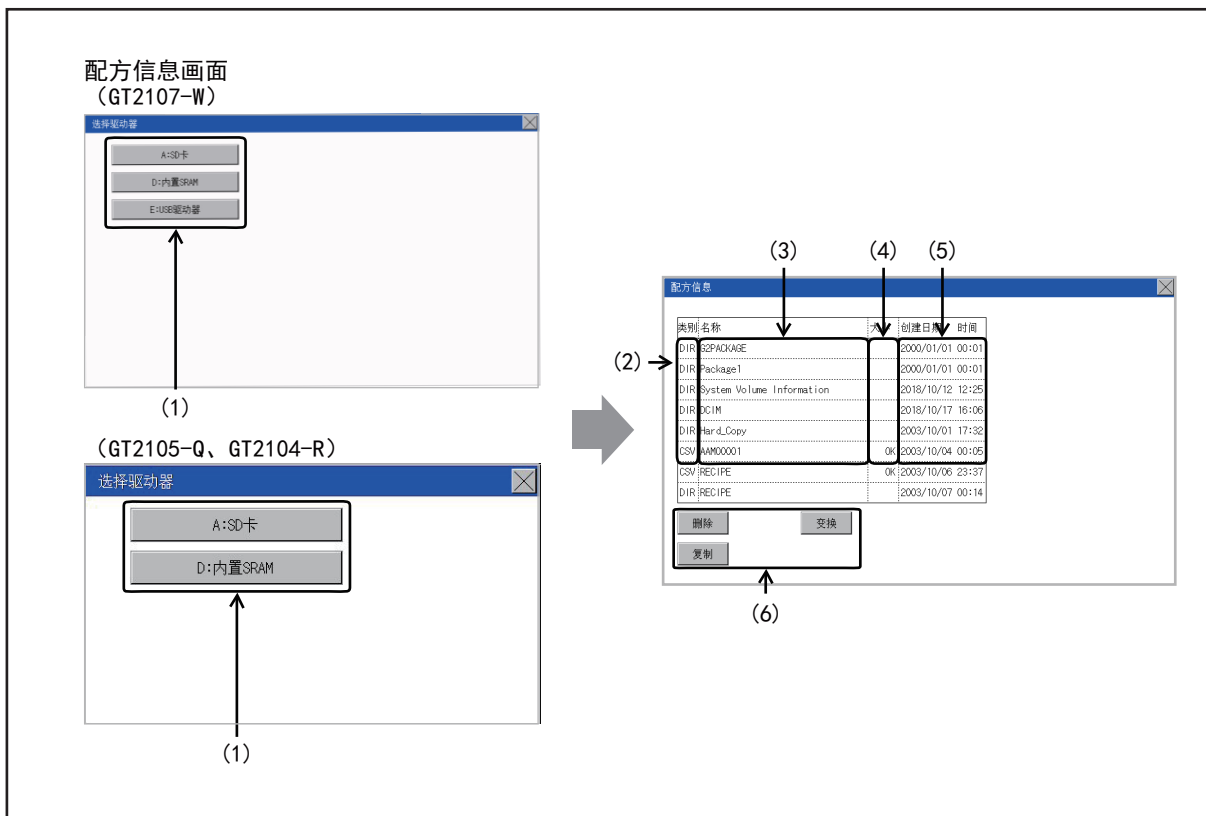 配方信息画面
(GT2107-W)
选择驱动器
A:SD卡
D:内置SRAM
E:USB驱动器
(1)
(GT2105-Q、GT2104-R)
选择驱动器
A:SD卡
D:内置SRAM
(1)
(3) (4) (5)
配方信息
类别 名称 创建日期 时间
(2)
DIR G2PACKAGE 2000/01/01 00:01
DIR Package1 2000/01/01 00:01
DIR System Volume Information 2018/10/12 12:25
DIR DCIM 2018/10/17 16:06
DIR Hard_Copy 2003/10/01 17:32
CSV AAM00001 0K 2003/10/04 00:05
CSV RECIPE 0K 2003/10/06 23:37
DIR RECIPE 2003/10/07 00:14
删除 变换
复制
(6)